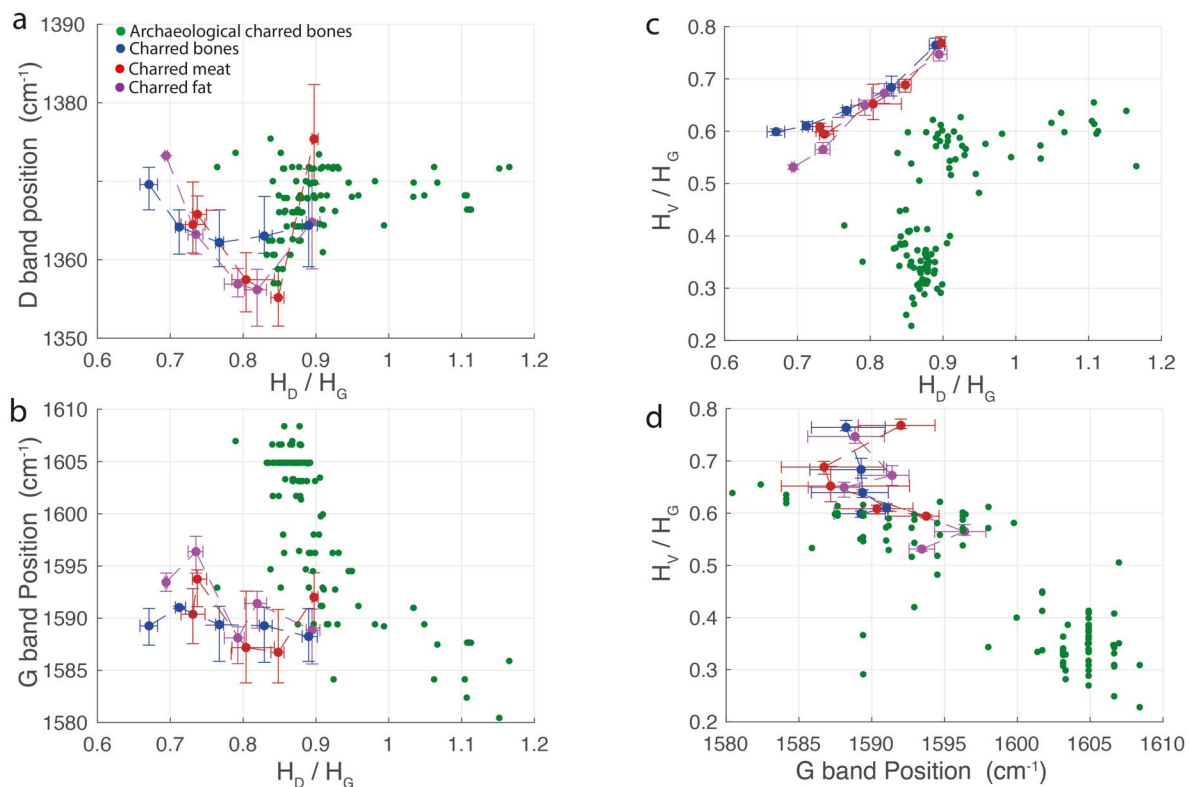 a
1390
1380
1360
1350
D band position (cm-1)
Archaeological charred bones
Charred bones
Charred meat
Charred fat
0.6 0.7 0.8 0.9 1 1.1 1.2
HD / HG
b
1610
1605
1600
1595
1590
1585
1580
G band Position (cm-1)
0.6 0.7 0.8 0.9 1 1.1 1.2
HD / HG
c
0.8
0.7
0.6
0.5
0.4
0.3
0.2
HV / HG
0.6 0.7 0.8 0.9 1 1.1 1.2
HD / HG
d
0.8
0.7
0.6
0.5
0.4
0.3
0.2
HV / HG
1580 1585 1590 1595 1600 1605 1610
G band Position (cm-1)